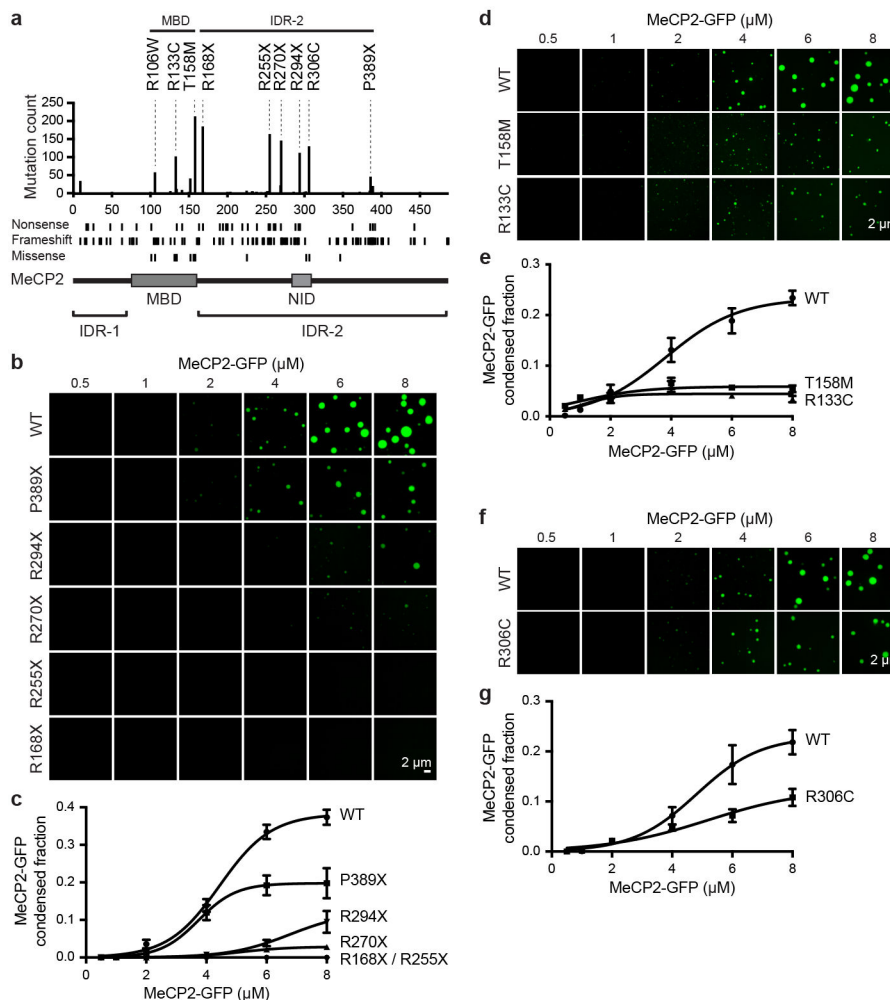 a
MBD
IDR-2
R106W
R133C
T158M
R168X
R255X
R270X
R294X
R306C
P389X
Mutation count
250
200
150
100
50
0
0 50 100 150 200 250 300 350 400
Nonsense
Frameshift
Missense
MeCP2
MBD
NID
IDR-1
IDR-2
b
MeCP2-GFP (µM)
0.5 1 2 4 6 8
WT
P389X
R294X
R270X
R255X
R168X
2 µm
c
MeCP2-GFP
condensed fraction
0.4
0.3
0.2
0.1
0.0
0 2 4 6 8
MeCP2-GFP (µM)
WT
P389X
R294X
R270X
R168X / R255X
d
MeCP2-GFP (µM)
0.5 1 2 4 6 8
WT
T158M
R133C
2 µm
e
MeCP2-GFP
condensed fraction
0.3
0.2
0.1
0.0
0 2 4 6 8
MeCP2-GFP (µM)
WT
T158M
R133C
f
MeCP2-GFP (µM)
0.5 1 2 4 6 8
WT
R306C
2 µm
g
MeCP2-GFP
condensed fraction
0.3
0.2
0.1
0.0
0 2 4 6 8
MeCP2-GFP (µM)
WT
R306C